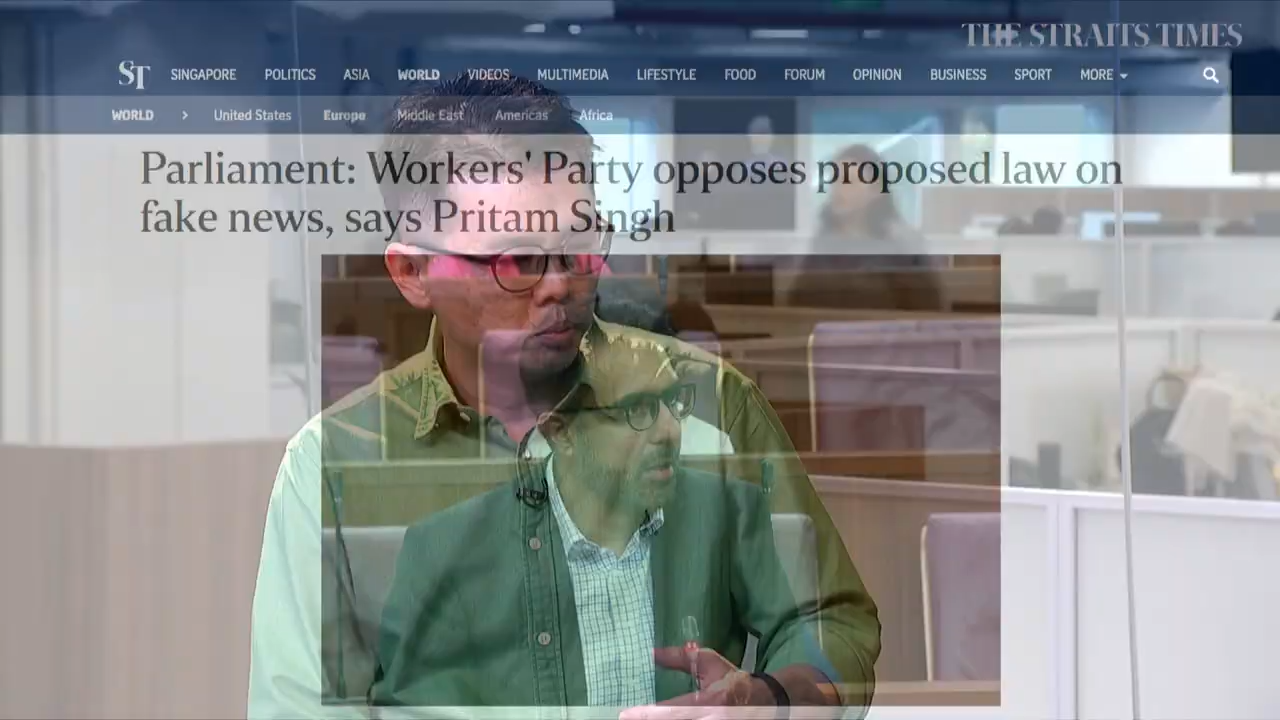 THE STRAITS TIMES
ST SINGAPORE POLITICS ASIA WORLD VIDEOS MULTIMEDIA LIFESTYLE FOOD FORUM OPINION BUSINESS SPORT MORE
WORLD > United States Europe Middle East Americas Africa
Parliament: Workers' Party opposes proposed law on
fake news, says Pritam Singh